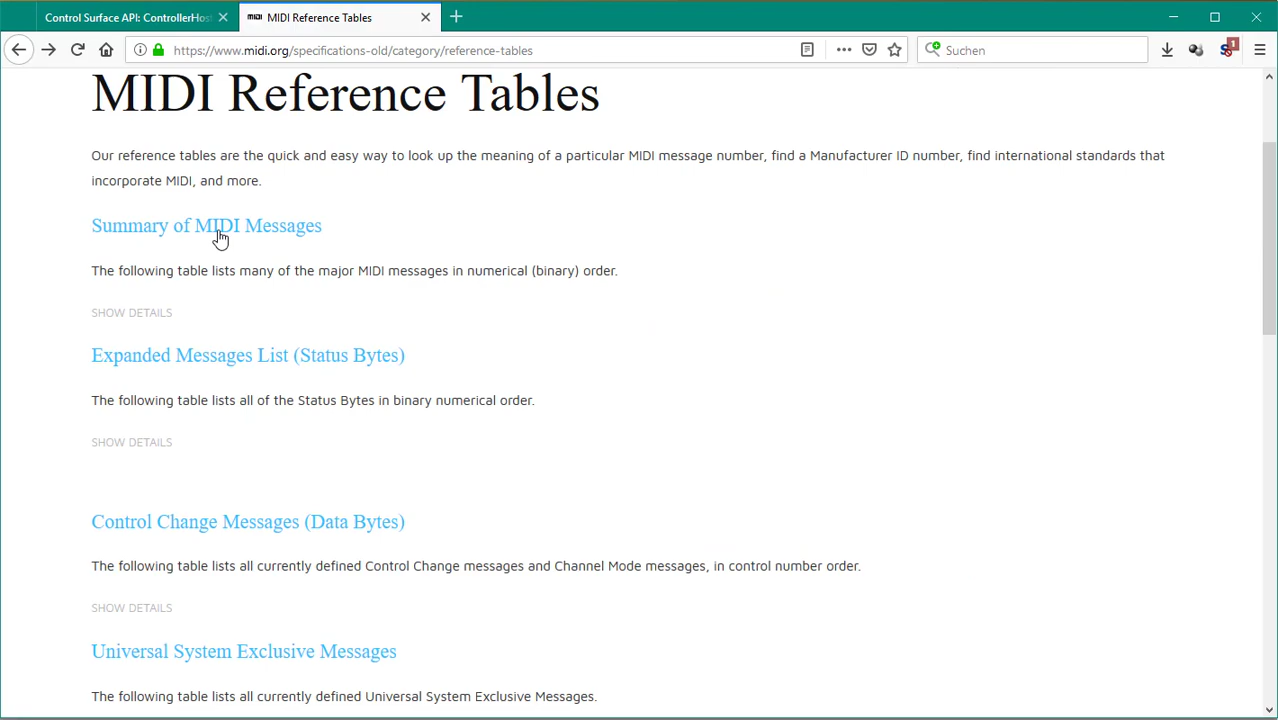 Control Surface API: ControllerHos
MIDI Reference Tables
https://www.midi.org/specifications-old/category/reference-tables
Suchen
1
MIDI Reference Tables
Our reference tables are the quick and easy way to look up the meaning of a particular MIDI message number, find a Manufacturer ID number, find international standards that
incorporate MIDI, and more.
Summary of MIDI Messages
The following table lists many of the major MIDI messages in numerical (binary) order.
SHOW DETAILS
Expanded Messages List (Status Bytes)
The following table lists all of the Status Bytes in binary numerical order.
SHOW DETAILS
Control Change Messages (Data Bytes)
The following table lists all currently defined Control Change messages and Channel Mode messages, in control number order.
SHOW DETAILS
Universal System Exclusive Messages
The following table lists all currently defined Universal System Exclusive Messages.